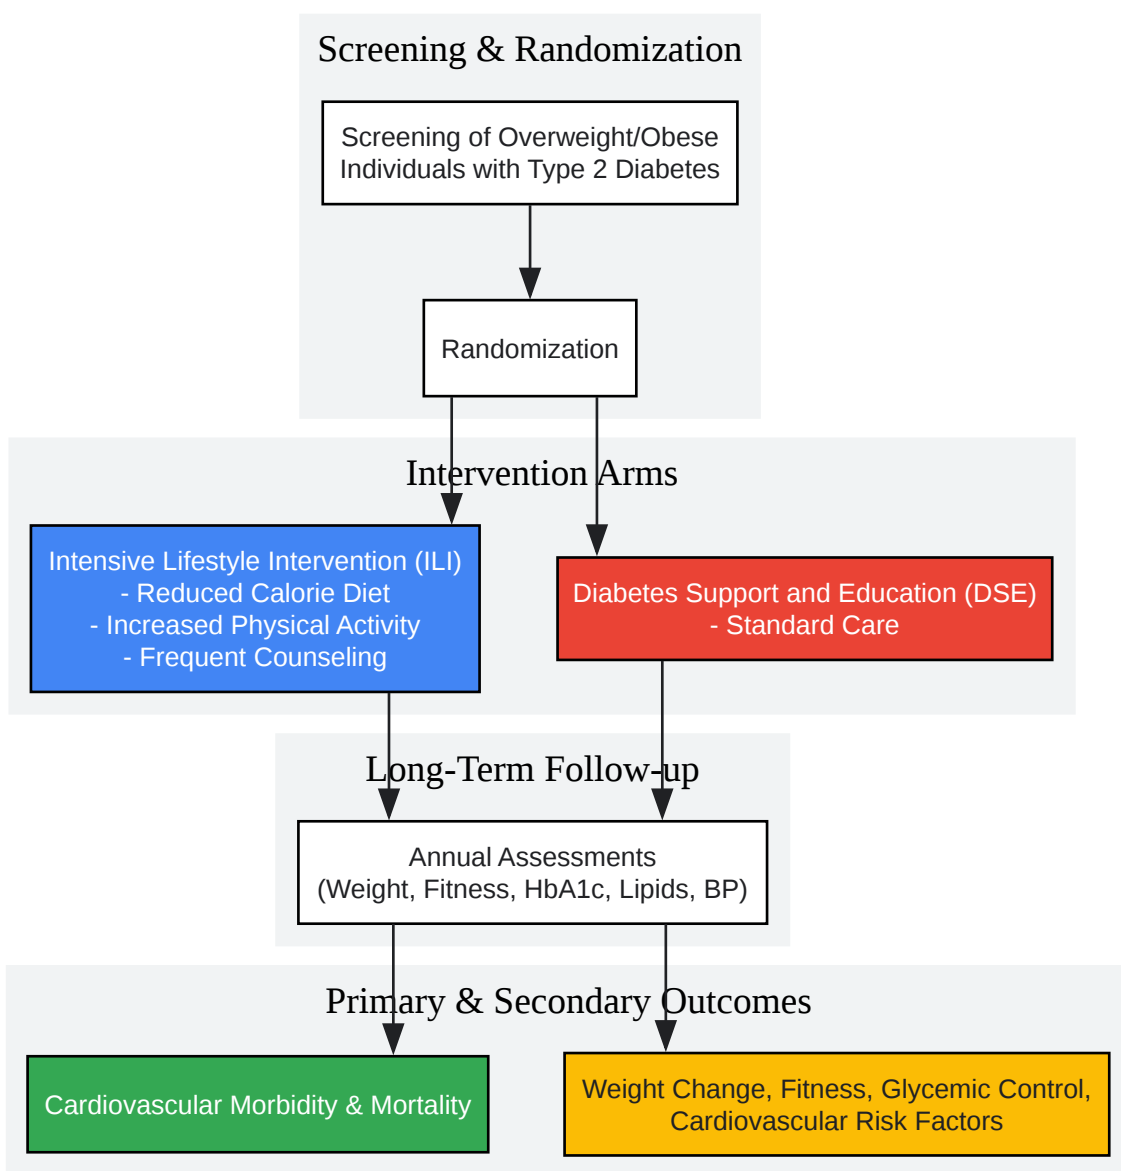 Screening & Randomization
Screening of Overweight/Obese
Individuals with Type 2 Diabetes
Randomization
Intervention Arms
Intensive Lifestyle Intervention (ILI)
- Reduced Calorie Diet
- Increased Physical Activity
- Frequent Counseling
Diabetes Support and Education (DSE)
- Standard Care
Long-Term Follow-up
Annual Assessments
(Weight, Fitness, HbA1c, Lipids, BP)
Primary & Secondary Outcomes
Cardiovascular Morbidity & Mortality
Weight Change, Fitness, Glycemic Control,
Cardiovascular Risk Factors